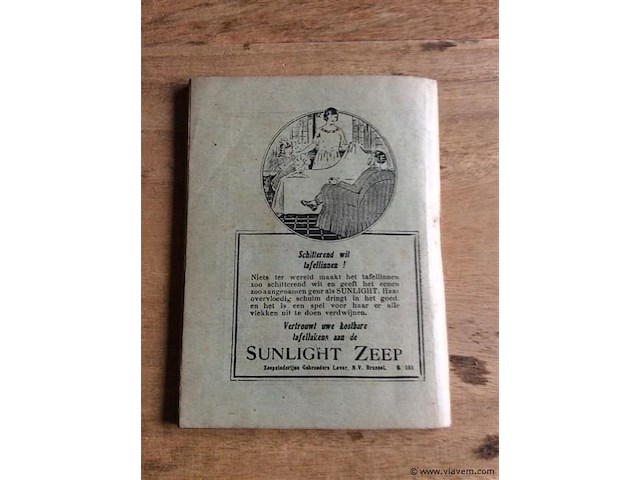 Schitterend wit
tafellinnen !
Niets ter wereld maakt het tafellinnen
zoo schitterend wit en geeft het eenen
zoo aangenamen geur als SUNLIGHT. Haar
overvloedig schuim dringt in het goed
en het is een spel voor haar er alle
vlekken uit te doen verdwijnen.
Vertrouwt uwe kostbare
tafellakens aan de
SUNLIGHT ZEEP
Zeepziederijen Gebroeders Lever, N.V. Brussel.
© www.viavem.com